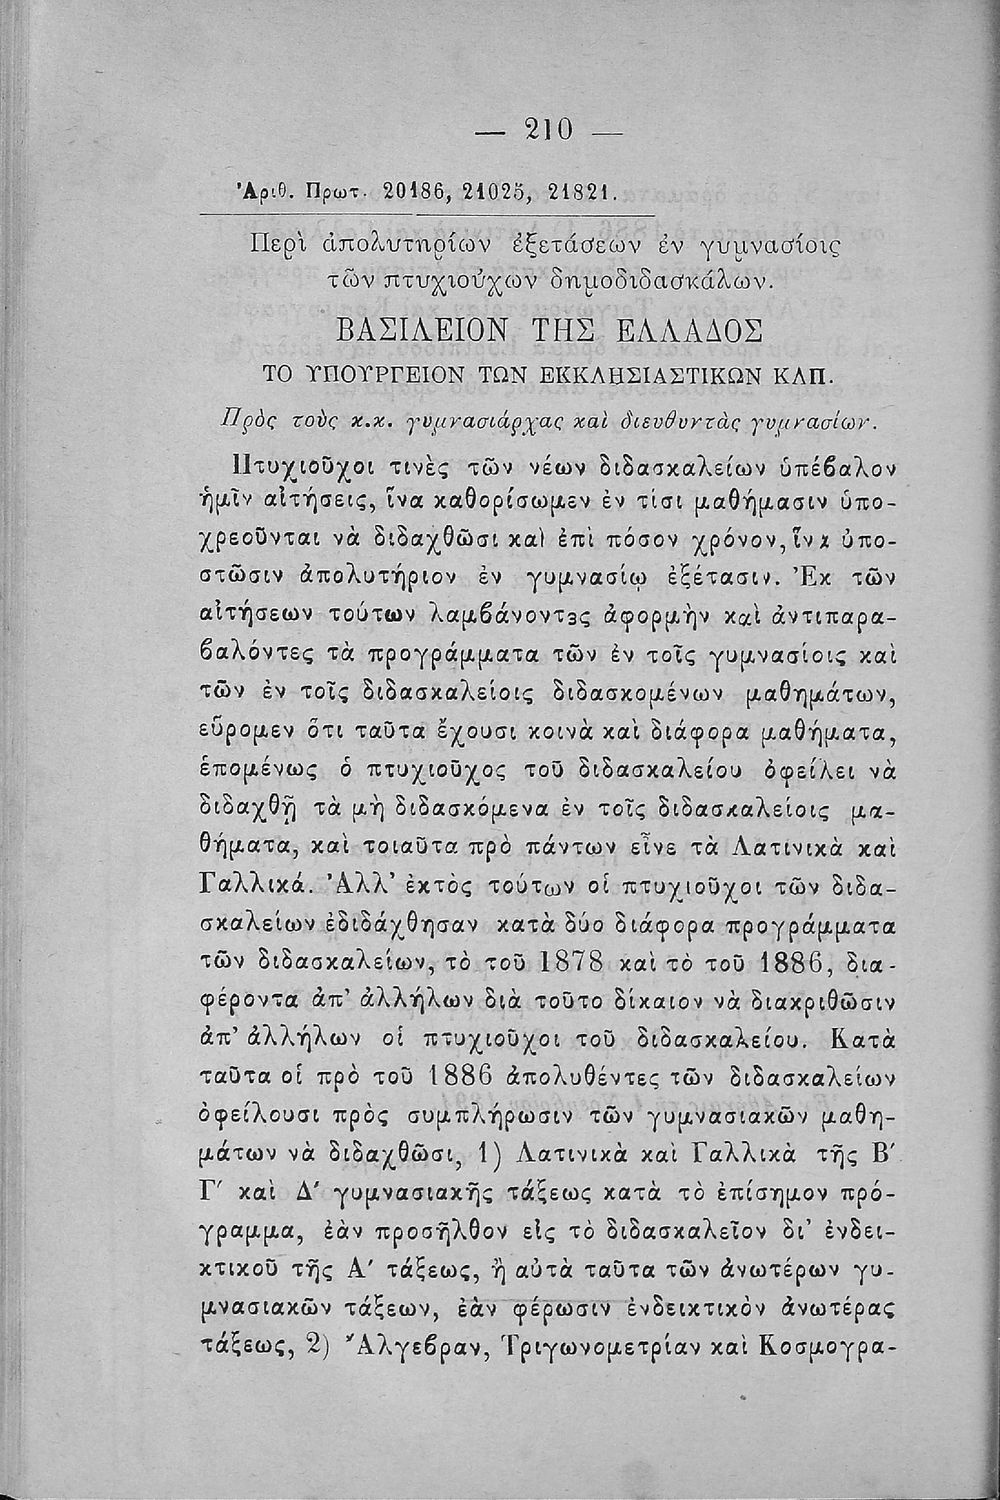 — 210 —
Ἀριθ. Πρωτ. 20186, 21025, 21821.
Περὶ ἀπολυτηρίων ἐξετάσεων ἐν γυμνασίοις
τῶν πτυχιούχων δημοδιδασκάλων.
ΒΑΣΙΛΕΙΟΝ ΤΗΣ ΕΛΛΑΔΟΣ
ΤΟ ΥΠΟΥΡΓΕΙΟΝ ΤΩΝ ΕΚΚΛΗΣΙΑΣΤΙΚΩΝ ΚΛΠ.
Πρὸς τοὺς κ.κ. γυμνασιάρχας καὶ διευθυντὰς γυμνασίων.
Πτυχιοῦχοι τινὲς τῶν νέων διδασκαλείων ὑπέβαλον
ἡμῖν αἰτήσεις, ἵνα καθορίσωμεν ἐν τίσι μαθήμασιν ὑπο-
χρεοῦνται νὰ διδαχθῶσι καὶ ἐπὶ πόσον χρόνον, ἵνα ὑπο-
στῶσιν ἀπολυτήριον ἐν γυμνασίῳ ἐξέτασιν. Ἐκ τῶν
αἰτήσεων τούτων λαμβάνοντες ἀφορμὴν καὶ ἀντιπαρα-
βαλόντες τὰ προγράμματα τῶν ἐν τοῖς γυμνασίοις καὶ
τῶν ἐν τοῖς διδασκαλείοις διδασκομένων μαθημάτων,
εὕρομεν ὅτι ταῦτα ἔχουσι κοινὰ καὶ διάφορα μαθήματα,
ἑπομένως ὁ πτυχιοῦχος τοῦ διδασκαλείου ὀφείλει νὰ
διδαχθῇ τὰ μὴ διδασκόμενα ἐν τοῖς διδασκαλείοις μα-
θήματα, καὶ τοιαῦτα πρὸ πάντων εἶνε τὰ Λατινικὰ καὶ
Γαλλικά. Ἀλλ’ ἐκτὸς τούτων οἱ πτυχιοῦχοι τῶν διδα-
σκαλείων ἐδιδάχθησαν κατὰ δύο διάφορα προγράμματα
τῶν διδασκαλείων, τὸ τοῦ 1878 καὶ τὸ τοῦ 1886, δια-
φέροντα ἀπ’ ἀλλήλων διὰ τοῦτο δίκαιον νὰ διακριθῶσιν
ἀπ’ ἀλλήλων οἱ πτυχιοῦχοι τοῦ διδασκαλείου. Κατὰ
ταῦτα οἱ πρὸ τοῦ 1886 ἀπολυθέντες τῶν διδασκαλείων
ὀφείλουσι πρὸς συμπλήρωσιν τῶν γυμνασιακῶν μαθη-
μάτων νὰ διδαχθῶσι, 1) Λατινικὰ καὶ Γαλλικὰ τῆς Β΄
Γ΄ καὶ Δ΄ γυμνασιακῆς τάξεως κατὰ τὸ ἐπίσημον πρό-
γραμμα, ἐὰν προσῆλθον εἰς τὸ διδασκαλεῖον δι’ ἐνδει-
κτικοῦ τῆς Α΄ τάξεως, ἢ αὐτὰ ταῦτα τῶν ἀνωτέρων γυ-
μνασιακῶν τάξεων, ἐὰν φέρωσιν ἐνδεικτικὸν ἀνωτέρας
τάξεως, 2) Ἄλγεβραν, Τριγωνομετρίαν καὶ Κοσμογρα-